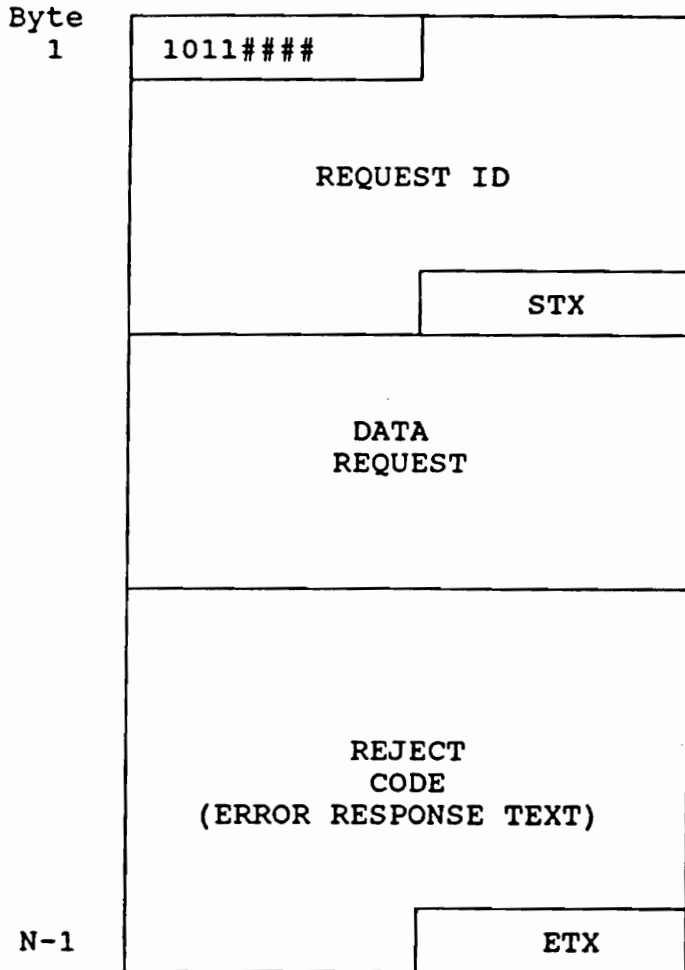 Byte
1 1011####
REQUEST ID
STX
DATA
REQUEST
REJECT
CODE
(ERROR RESPONSE TEXT)
N-1 ETX